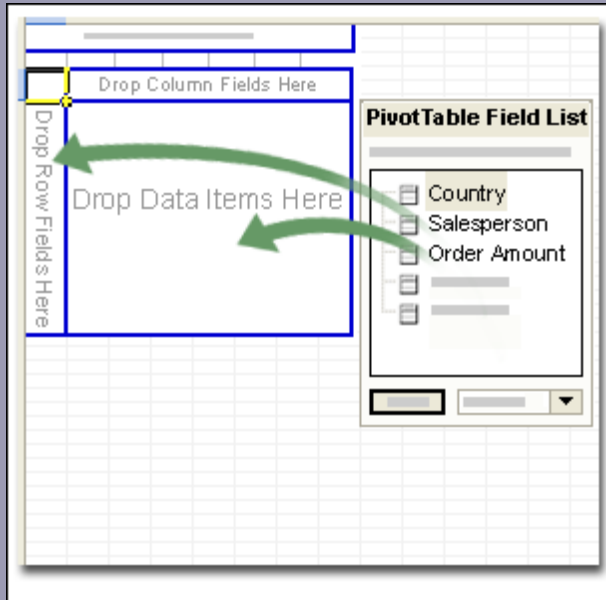 Drop Column Fields Here
Drop Row Fields Here
Drop Data Items Here
PivotTable Field List
Country
Salesperson
Order Amount